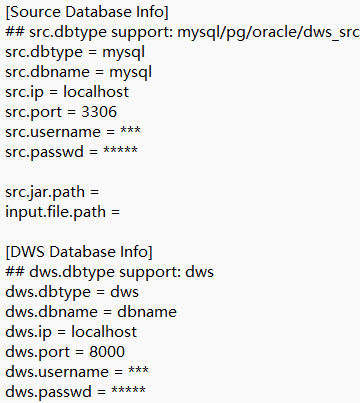 [Source Database Info]
## src.dbtype support: mysql/pg/oracle/dws_src
src.dbtype = mysql
src.dbname = mysql
src.ip = localhost
src.port = 3306
src.username = ***
src.passwd = *****
src.jar.path =
input.file.path =
[DWS Database Info]
## dws.dbtype support: dws
dws.dbtype = dws
dws.dbname = dbname
dws.ip = localhost
dws.port = 8000
dws.username = ***
dws.passwd = *****